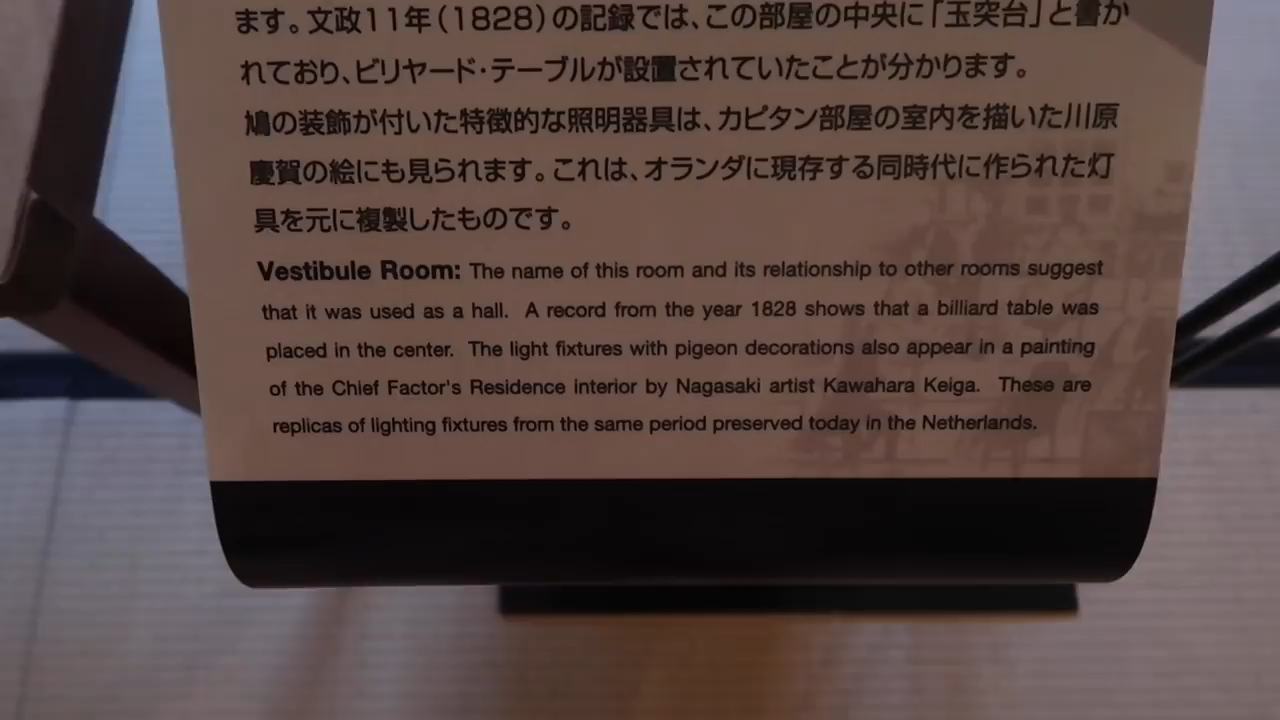 ます。文政11年(1828)の記録では、この部屋の中央に「玉突台」と書か
れており、ビリヤード・テーブルが設置されていたことが分かります。
鳩の装飾が付いた特徴的な照明器具は、カピタン部屋の室内を描いた川原
慶賀の絵にも見られます。これは、オランダに現存する同時代に作られた灯
具を元に複製したものです。
Vestibule Room: The name of this room and its relationship to other rooms suggest
that it was used as a hall. A record from the year 1828 shows that a billiard table was
placed in the center. The light fixtures with pigeon decorations also appear in a painting
of the Chief Factor's Residence interior by Nagasaki artist Kawahara Keiga. These are
replicas of lighting fixtures from the same period preserved today in the Netherlands.